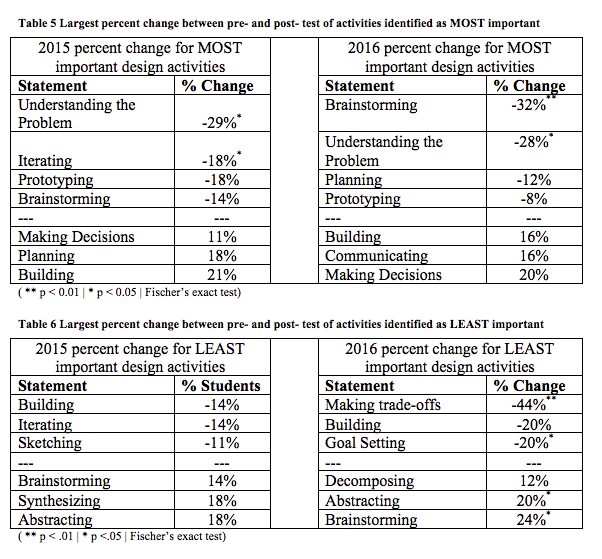 Table 5 Largest percent change between pre- and post- test of activities identified as MOST important
2015 percent change for MOST
important design activities
Statement % Change
Understanding the
Problem -29%*
Iterating -18%*
Prototyping -18%
Brainstorming -14%
--- ---
Making Decisions 11%
Planning 18%
Building 21%
2016 percent change for MOST
important design activities
Statement % Change
Brainstorming -32%**
Understanding the -28%*
Problem
Planning -12%
Prototyping -8%
--- ---
Building 16%
Communicating 16%
Making Decisions 20%
( ** p < 0.01 | * p < 0.05 | Fischer's exact test)
Table 6 Largest percent change between pre- and post- test of activities identified as LEAST important
2015 percent change for LEAST
important design activities
Statement % Students
Building -14%
Iterating -14%
Sketching -11%
--- ---
Brainstorming 14%
Synthesizing 18%
Abstracting 18%
2016 percent change for LEAST
important design activities
Statement % Change
Making trade-offs -44%**
Building -20%
Goal Setting -20%*
--- ---
Decomposing 12%
Abstracting 20%*
Brainstorming 24%*
( ** p < .01 | * p <.05 | Fischer's exact test)